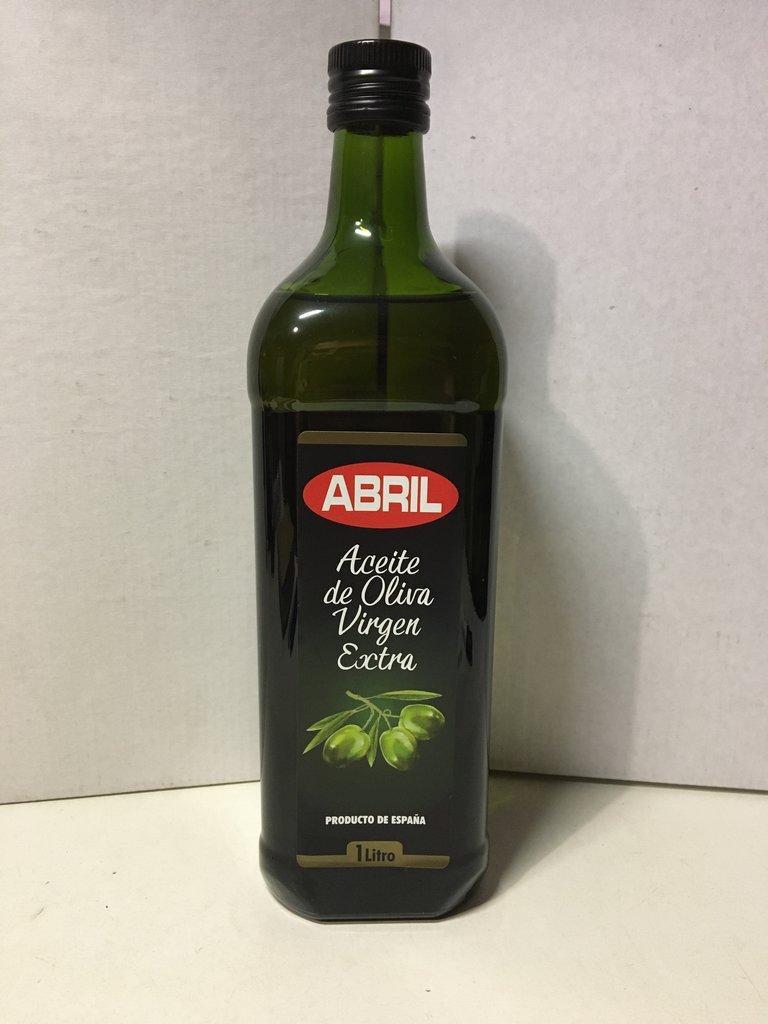 ABRIL
Aceite
de Oliva
Virgen
Extra
PRODUCTO DE ESPAÑA
1 Litro